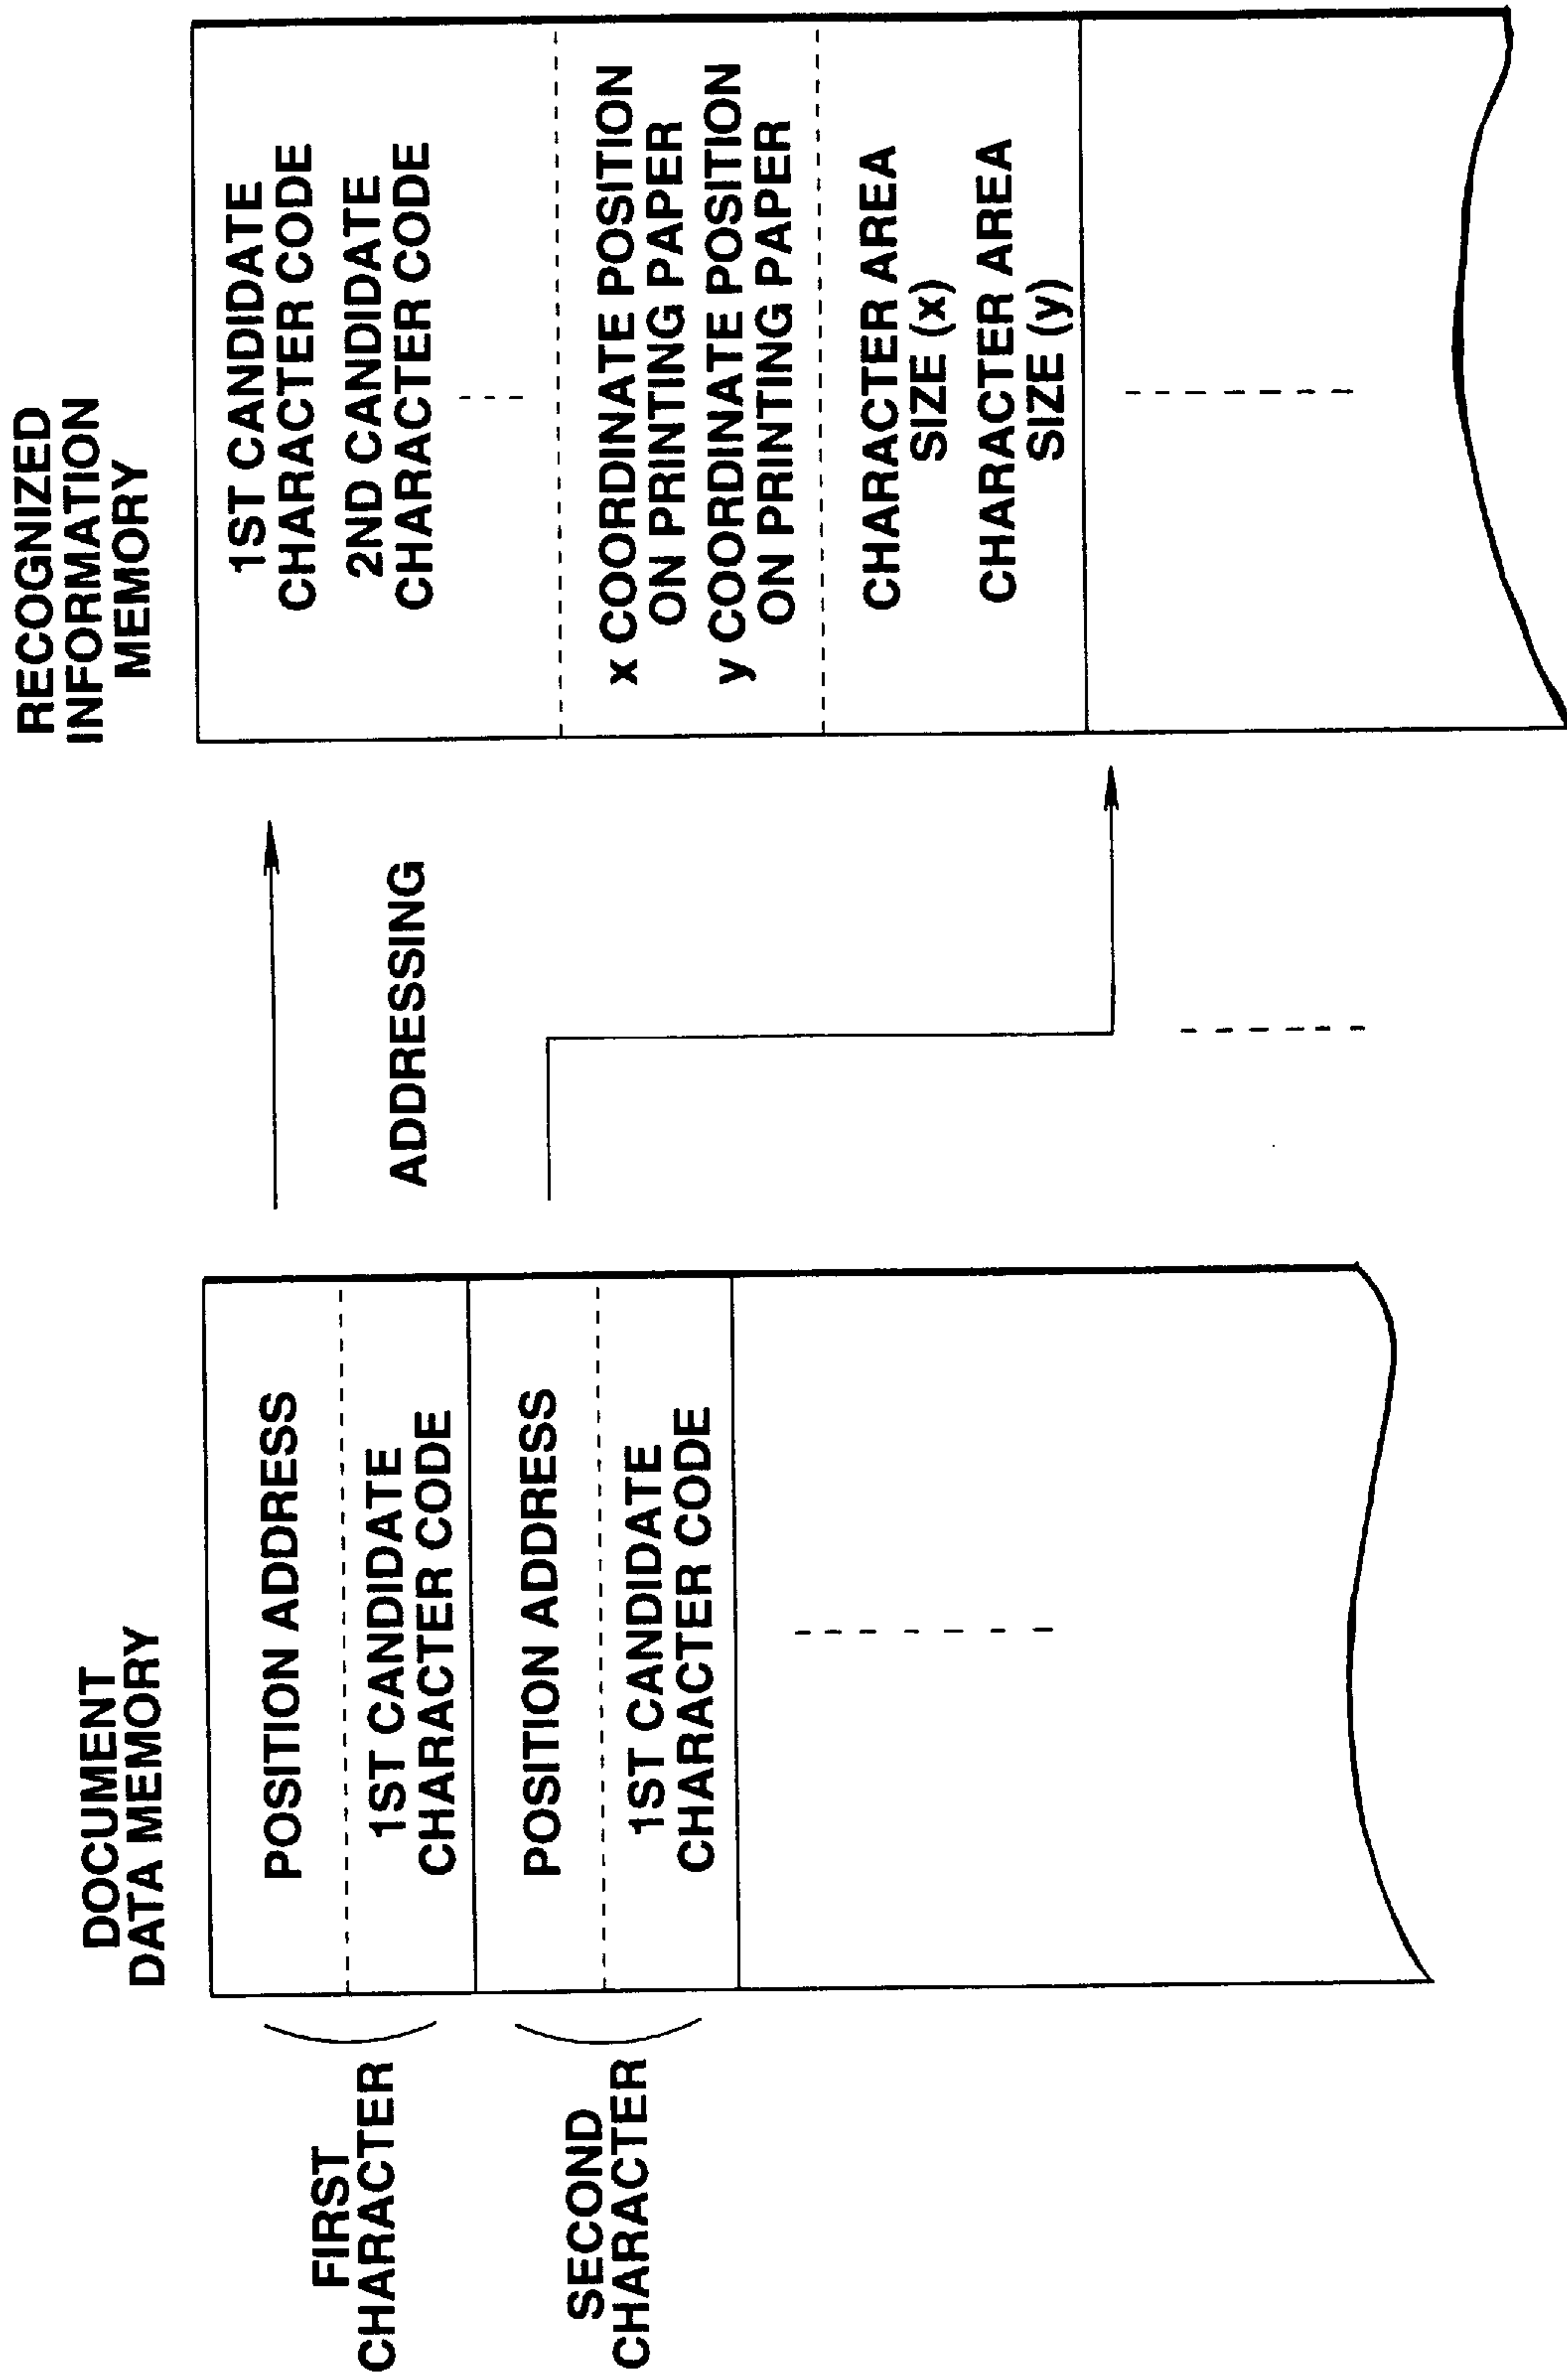 DOCUMENT
DATA MEMORY
FIRST
CHARACTER
POSITION ADDRESS
1ST CANDIDATE
CHARACTER CODE
SECOND
CHARACTER
POSITION ADDRESS
1ST CANDIDATE
CHARACTER CODE
ADDRESSING
RECOGNIZED
INFORMATION
MEMORY
1ST CANDIDATE
CHARACTER CODE
2ND CANDIDATE
CHARACTER CODE
x COORDINATE POSITION
ON PRINTING PAPER
y COORDINATE POSITION
ON PRINTING PAPER
CHARACTER AREA
SIZE (x)
CHARACTER AREA
SIZE (y)